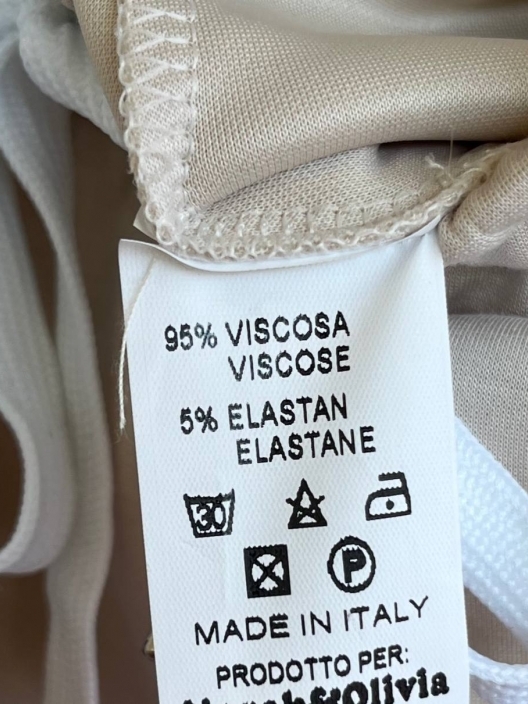 95% VISCOSA
VISCOSE
5% ELASTAN
ELASTANE
30
P
MADE IN ITALY
PRODOTTO PER: